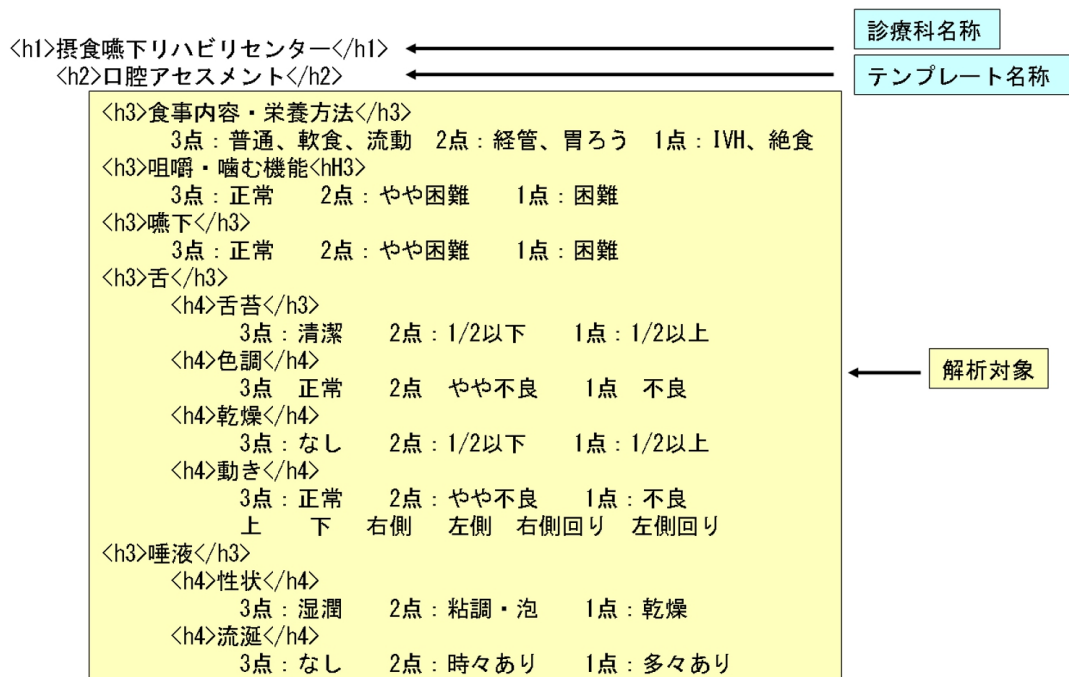 診療科名称
<h1>摂食嚥下リハビリセンター</h1>
<h2>口腔アセスメント</h2>
テンプレート名称
<h3>食事内容・栄養方法</h3>
3点：普通、軟食、流動　2点：経管、胃ろう　1点：IVH、絶食
<h3>咀嚼・噛む機能<hH3>
3点：正常　　2点：やや困難　　1点：困難
<h3>嚥下</h3>
3点：正常　　2点：やや困難　　1点：困難
<h3>舌</h3>
<h4>舌苔</h3>
3点：清潔　　2点：1/2以下　　1点：1/2以上
<h4>色調</h4>
3点　正常　　2点　やや不良　　1点　不良
解析対象
<h4>乾燥</h4>
3点：なし　　2点：1/2以下　　1点：1/2以上
<h4>動き</h4>
3点：正常　　2点：やや不良　　1点：不良
上　　下　　右側　　左側　右側回り　左側回り
<h3>唾液</h3>
<h4>性状</h4>
3点：湿潤　　2点：粘調・泡　　1点：乾燥
<h4>流涎</h4>
3点：なし　　2点：時々あり　　1点：多々あり